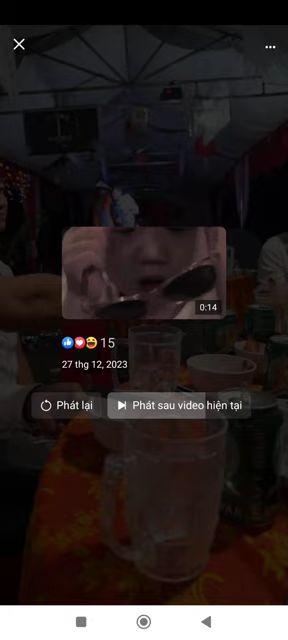 0:14
15
27 thg 12, 2023
Phát lại
Phát sau video hiện tại